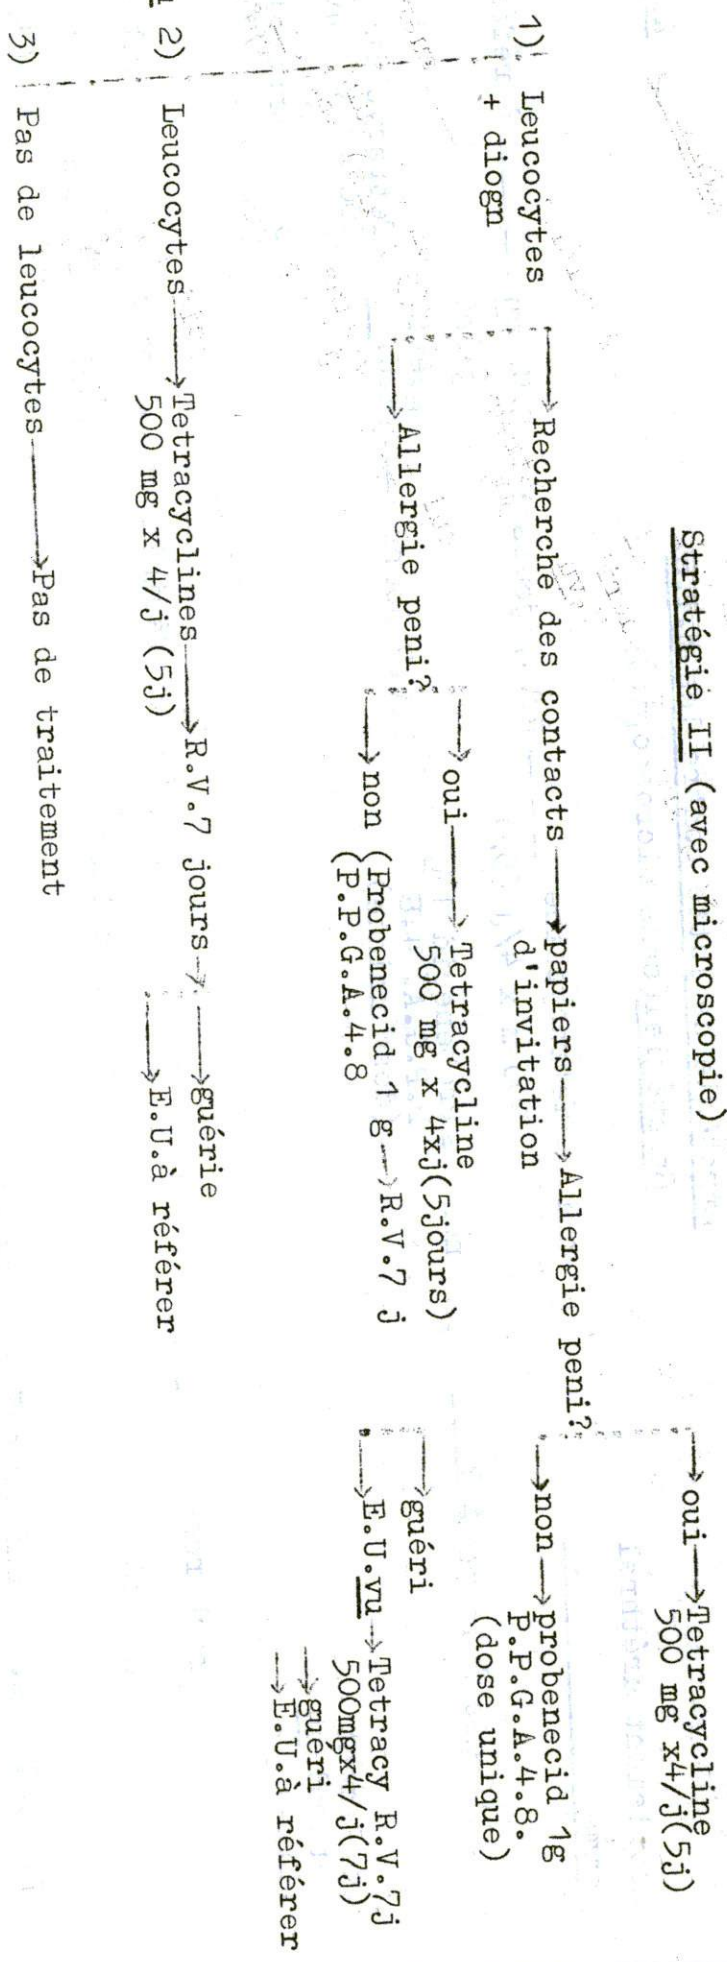 Stratégie II (avec microscopie)
oui → Tetracycline
500 mg x4/j(5j)
1) Leucocytes
+ diogn
→ Recherche des contacts → papiers
d'invitation
→ Allergie peni?
→ non → probenecid 1g
P.P.G.A.4.8.
(dose unique)
→ Allergie peni?
→ oui → Tetracycline
500 mg x 4xj(5jours)
→ non (Probenecid 1 g → R.V.7 j
(P.P.G.A.4.8
→ guéri
→ E.U.vu → Tetracy R.V.7j
500mgx4/j(7j)
→ guéri
→ E.U.à référer
2) Leucocytes → Tetracyclines → R.V.7 jours → → guérie
500 mg x 4/j (5j)
→ E.U.à référer
3) Pas de leucocytes → Pas de traitement